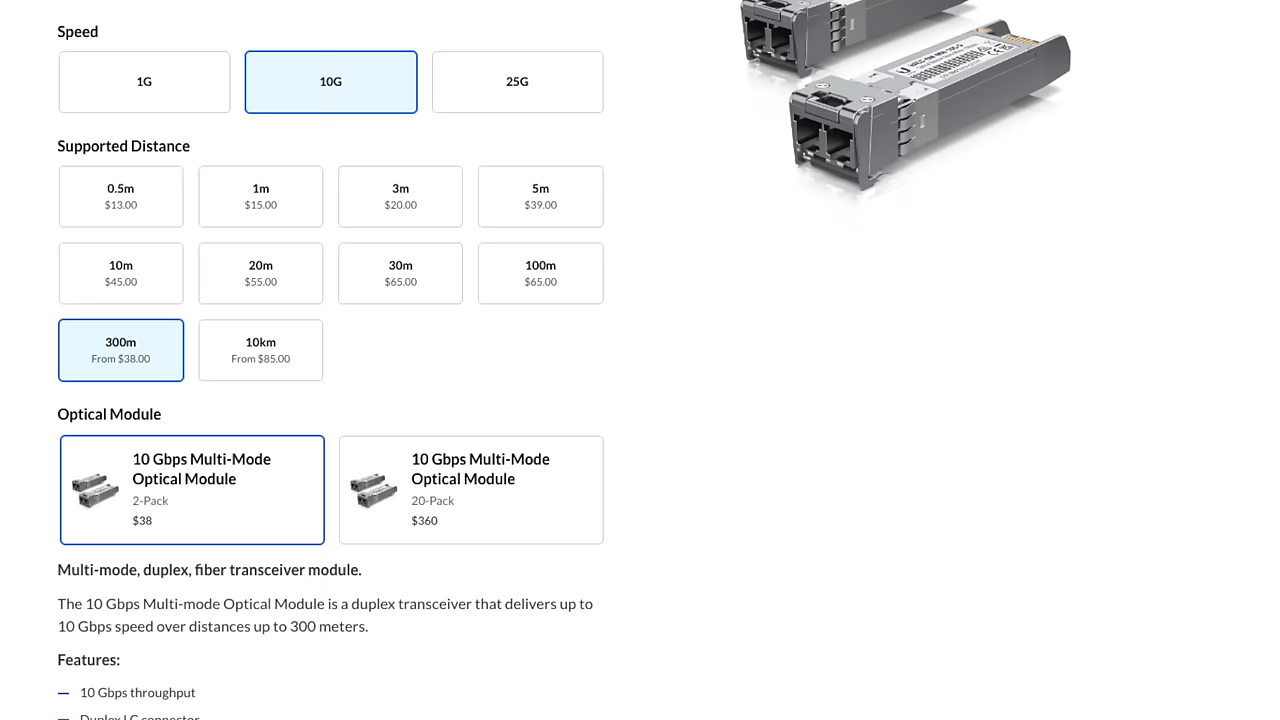 Speed
1G
10G
25G
Supported Distance
0.5m
$13.00
1m
$15.00
3m
$20.00
5m
$39.00
10m
$45.00
20m
$55.00
30m
$65.00
100m
$65.00
300m
From $38.00
10km
From $85.00
Optical Module
10 Gbps Multi-Mode
Optical Module
2-Pack
$38
10 Gbps Multi-Mode
Optical Module
20-Pack
$360
Multi-mode, duplex, fiber transceiver module.
The 10 Gbps Multi-mode Optical Module is a duplex transceiver that delivers up to
10 Gbps speed over distances up to 300 meters.
Features:
— 10 Gbps throughput
— Duplex LC connector